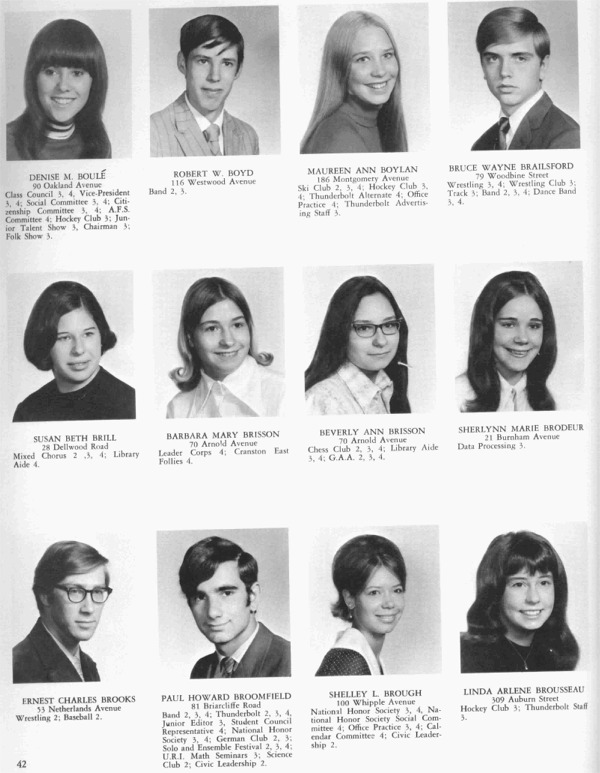 DENISE M. BOULÉ
90 Oakland Avenue
Class Council 3, 4, Vice-President
3, 4; Social Committee 3, 4; Citi-
zenship Committee 3, 4; A.F.S.
Committee 4; Hockey Club 3; Jun-
ior Talent Show 3, Chairman 3;
Folk Show 3.
ROBERT W. BOYD
116 Westwood Avenue
Band 2, 3.
MAUREEN ANN BOYLAN
186 Montgomery Avenue
Ski Club 2, 3, 4; Hockey Club 3,
4; Thunderbolt Alternate 4; Office
Practice 4; Thunderbolt Advertis-
ing Staff 3.
BRUCE WAYNE BRAILSFORD
79 Woodbine Street
Wrestling 3, 4; Wrestling Club 3;
Track 3; Band 2, 3, 4; Dance Band
3, 4.
SUSAN BETH BRILL
28 Dellwood Road
Mixed Chorus 2 ,3, 4; Library
Aide 4.
BARBARA MARY BRISSON
70 Arnold Avenue
Leader Corps 4; Cranston East
Follies 4.
BEVERLY ANN BRISSON
70 Arnold Avenue
Chess Club 2, 3, 4; Library Aide
3, 4; G.A.A. 2, 3, 4.
SHERLYNN MARIE BRODEUR
21 Burnham Avenue
Data Processing 3.
ERNEST CHARLES BROOKS
53 Netherlands Avenue
Wrestling 2; Baseball 2.
PAUL HOWARD BROOMFIELD
81 Briarcliffe Road
Band 2, 3, 4; Thunderbolt 2, 3, 4,
Junior Editor 3, Student Council
Representative 4; National Honor
Society 3, 4; German Club 2, 3;
Solo and Ensemble Festival 2, 3, 4;
U.R.I. Math Seminars 3; Science
Club 2; Civic Leadership 2.
SHELLEY L. BROUGH
100 Whipple Avenue
National Honor Society 3, 4, Na-
tional Honor Society Social Com-
mittee 4; Office Practice 3, 4; Cal-
endar Committee 4; Civic Leader-
ship 2.
LINDA ARLENE BROUSSEAU
309 Auburn Street
Hockey Club 3; Thunderbolt Staff
3.
42